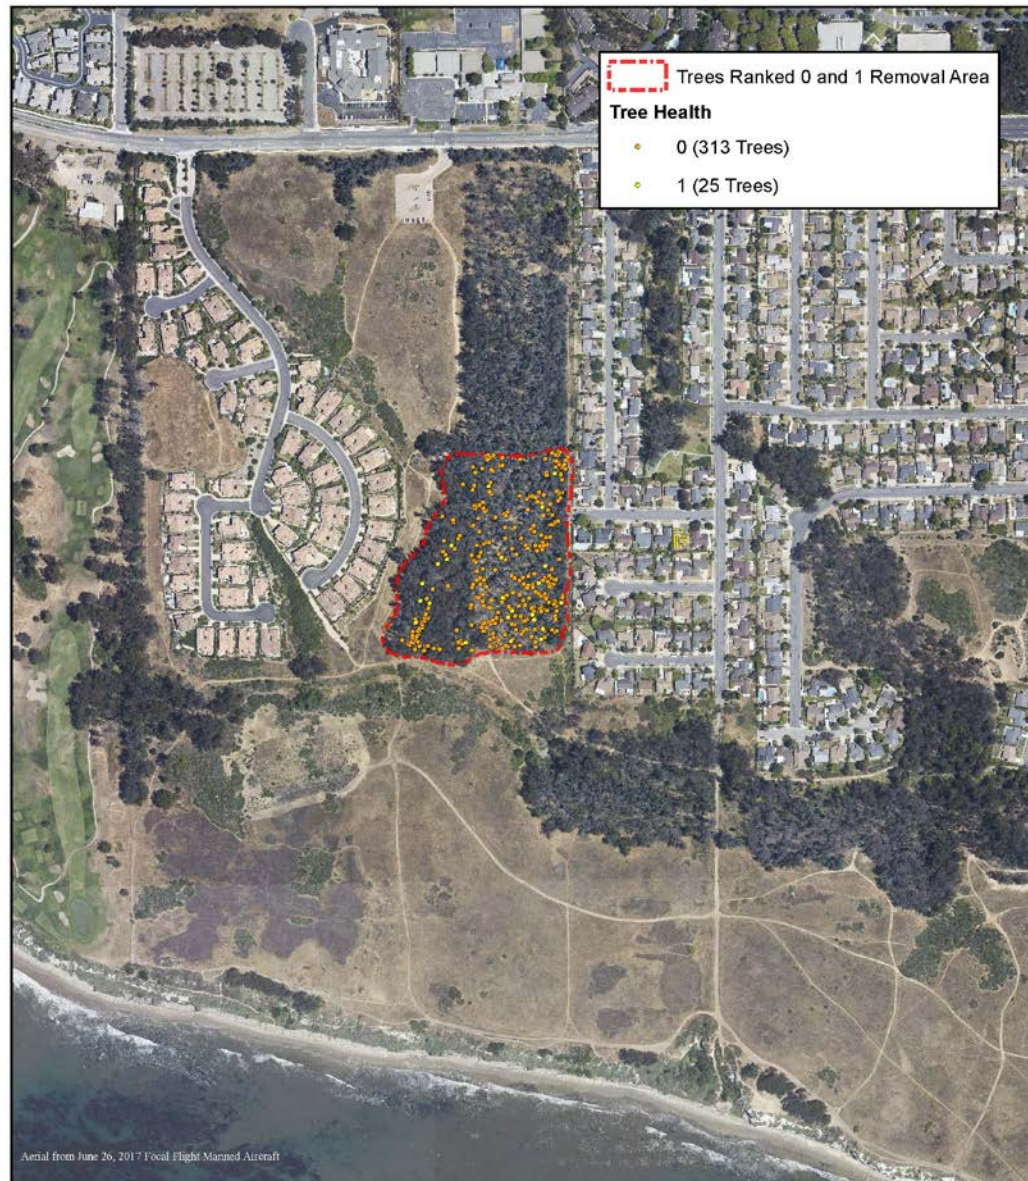 Trees Ranked 0 and 1 Removal Area
Tree Health
0 (313 Trees)
1 (25 Trees)
Aerial from June 26, 2017 Focal Flight Manned Aircraft